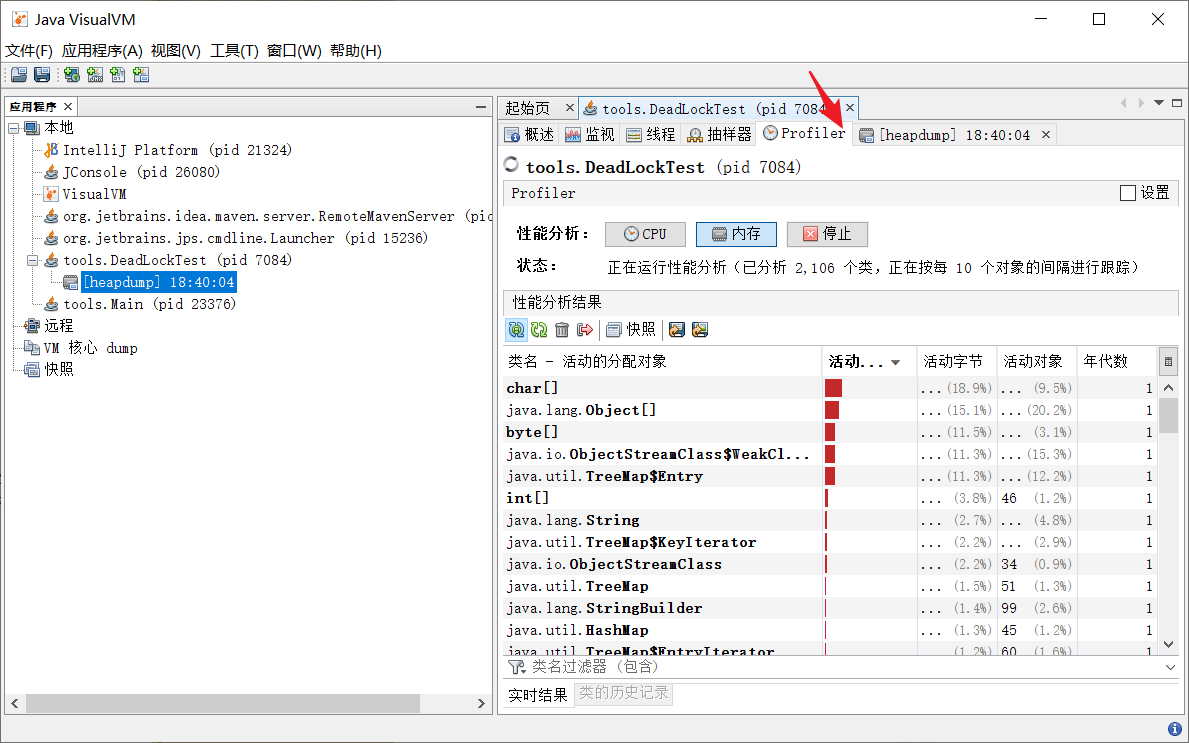 Java VisualVM
文件(F) 应用程序(A) 视图(V) 工具(T) 窗口(W) 帮助(H)
应用程序
本地
IntelliJ Platform (pid 21324)
JConsole (pid 26080)
VisualVM
org.jetbrains.idea.maven.server.RemoteMavenServer (pid
org.jetbrains.jps.cmdline.Launcher (pid 15236)
tools.DeadLockTest (pid 7084)
[heapdump] 18:40:04
tools.Main (pid 23376)
远程
VM 核心 dump
快照
起始页 tools.DeadLockTest (pid 7084
概述 监视 线程 抽样器 Profiler [heapdump] 18:40:04
tools.DeadLockTest (pid 7084)
Profiler 设置
性能分析: CPU 内存 停止
状态: 正在运行性能分析（已分析 2,106 个类，正在按每 10 个对象的间隔进行跟踪）
性能分析结果
快照
类名 - 活动的分配对象 活动... 活动字节 活动对象 年代数
char[] ... (18.9%) ... (9.5%) 1
java.lang.Object[] ... (15.1%) ... (20.2%) 1
byte[] ... (11.5%) ... (3.1%) 1
java.io.ObjectStreamClass$WeakCl... ... (11.3%) ... (15.3%) 1
java.util.TreeMap$Entry ... (11.3%) ... (12.2%) 1
int[] ... (3.8%) 46 (1.2%) 1
java.lang.String ... (2.7%) ... (4.8%) 1
java.util.TreeMap$KeyIterator ... (2.2%) ... (2.9%) 1
java.io.ObjectStreamClass ... (2.2%) 34 (0.9%) 1
java.util.TreeMap ... (1.5%) 51 (1.3%) 1
java.lang.StringBuilder ... (1.4%) 99 (2.6%) 1
java.util.HashMap ... (1.3%) 45 (1.2%) 1
java.util.TreeMap$EntryIterator (1.2%) 60 (1.6%) 1
类名过滤器（包含）
实时结果 类的历史记录